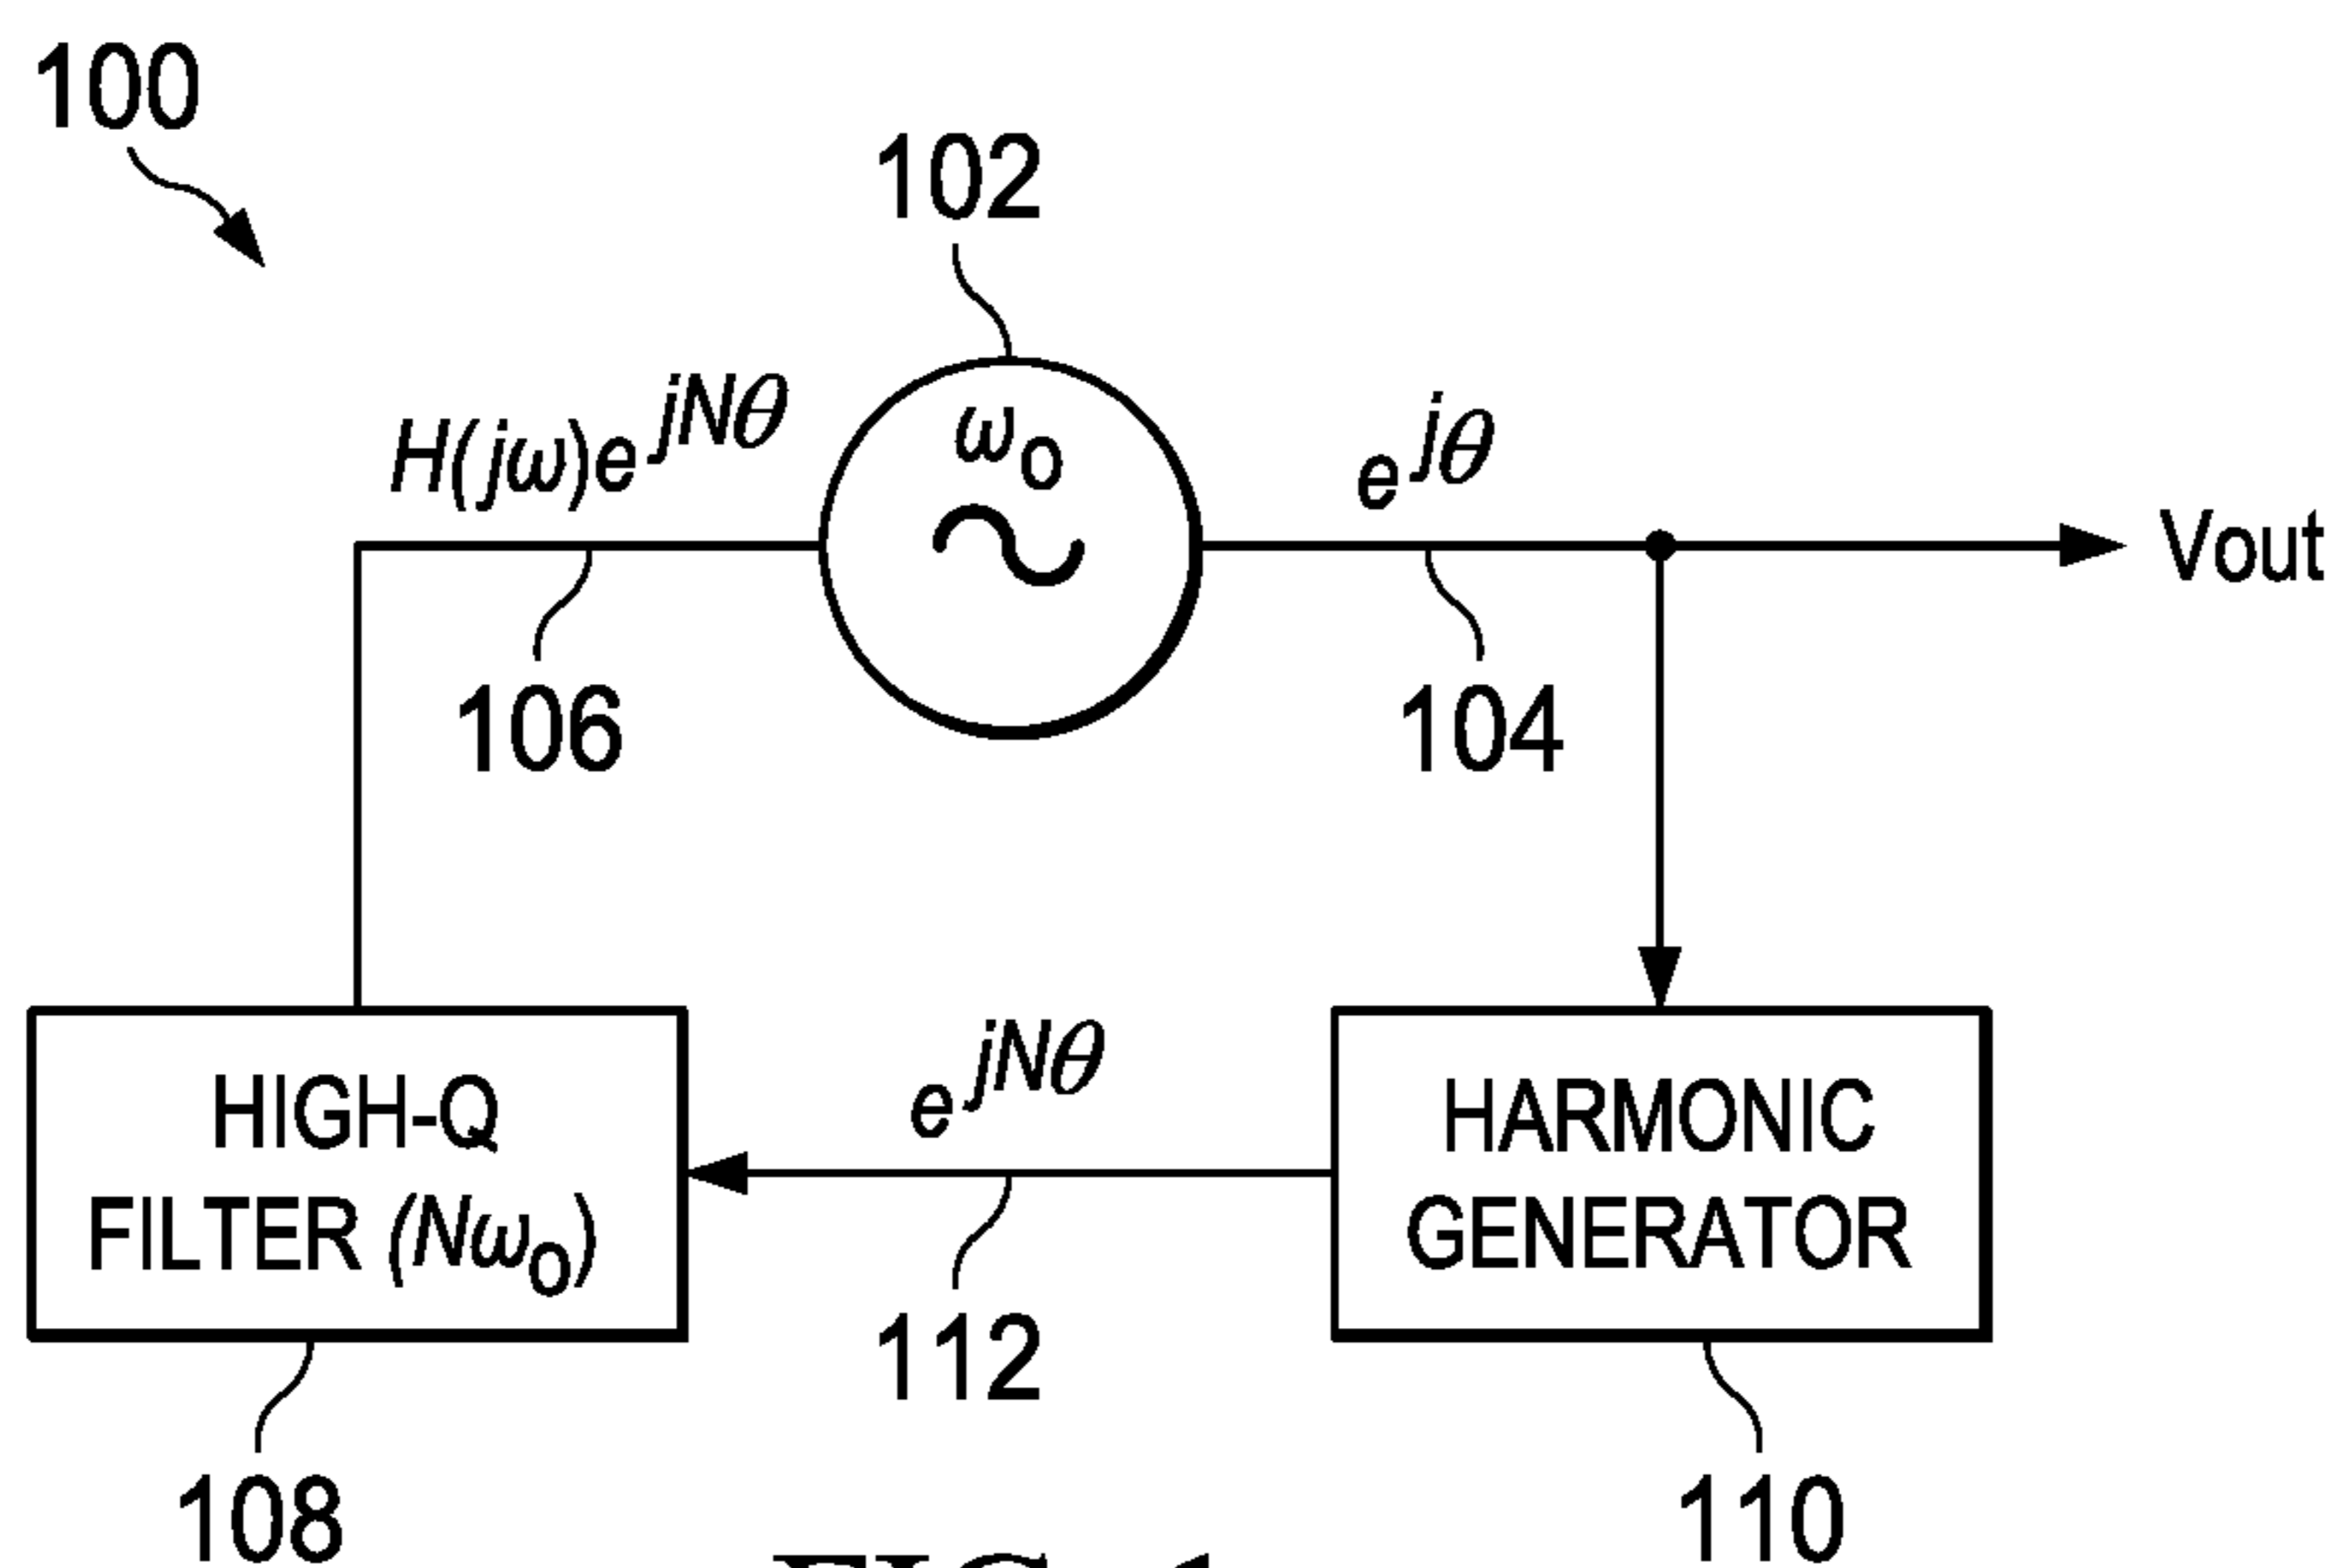 100
102
H(jω)e^jNθ
ω₀
e^jθ
Vout
106
104
HIGH-Q
FILTER (Nω₀)
e^jNθ
HARMONIC
GENERATOR
112
108
110